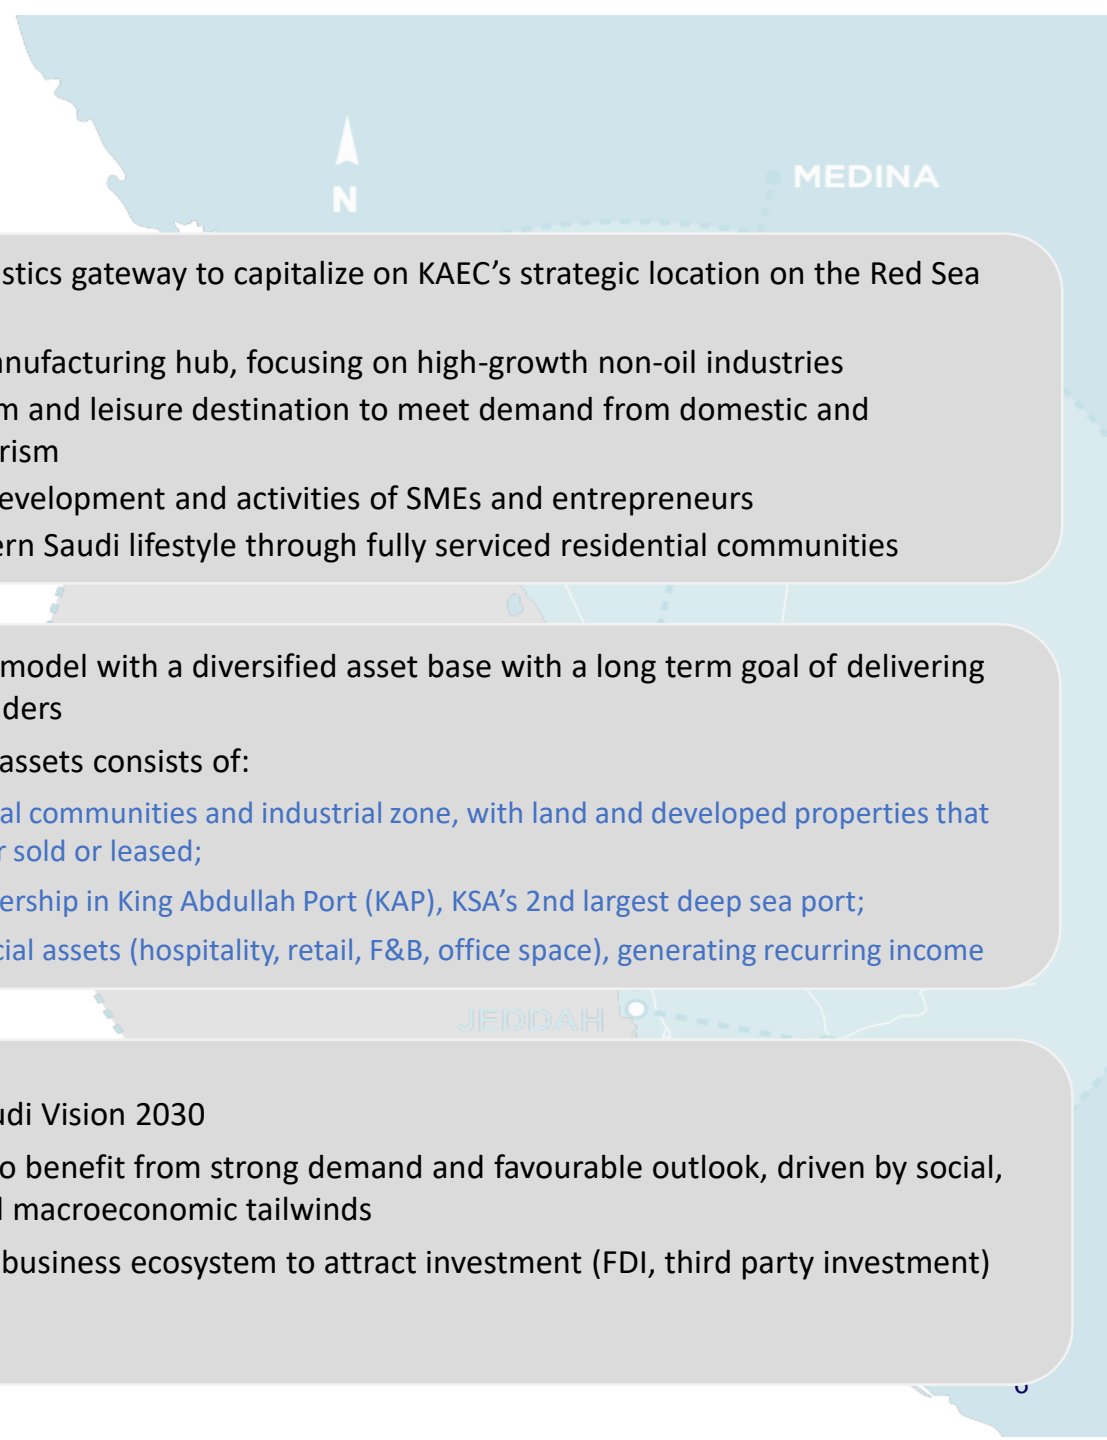 MEDINA
N
stics gateway to capitalize on KAEC’s strategic location on the Red Sea
anufacturing hub, focusing on high-growth non-oil industries
m and leisure destination to meet demand from domestic and
rism
evelopment and activities of SMEs and entrepreneurs
ern Saudi lifestyle through fully serviced residential communities
model with a diversified asset base with a long term goal of delivering
ders
assets consists of:
al communities and industrial zone, with land and developed properties that
r sold or leased;
ership in King Abdullah Port (KAP), KSA’s 2nd largest deep sea port;
cial assets (hospitality, retail, F&B, office space), generating recurring income
JEDDAH
udi Vision 2030
o benefit from strong demand and favourable outlook, driven by social,
l macroeconomic tailwinds
business ecosystem to attract investment (FDI, third party investment)